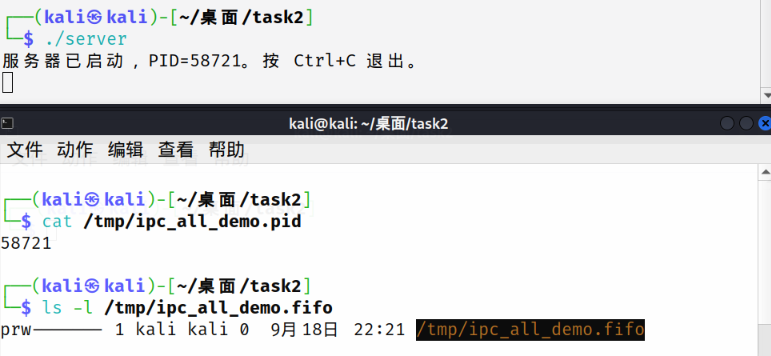 ┌──(kali㉿kali)-[~/桌面/task2]
└─$ ./server
服务器已启动，PID=58721。按 Ctrl+C 退出。
kali@kali: ~/桌面/task2
文件 动作 编辑 查看 帮助
┌──(kali㉿kali)-[~/桌面/task2]
└─$ cat /tmp/ipc_all_demo.pid
58721
┌──(kali㉿kali)-[~/桌面/task2]
└─$ ls -l /tmp/ipc_all_demo.fifo
prw------- 1 kali kali 0 9月18日 22:21 /tmp/ipc_all_demo.fifo